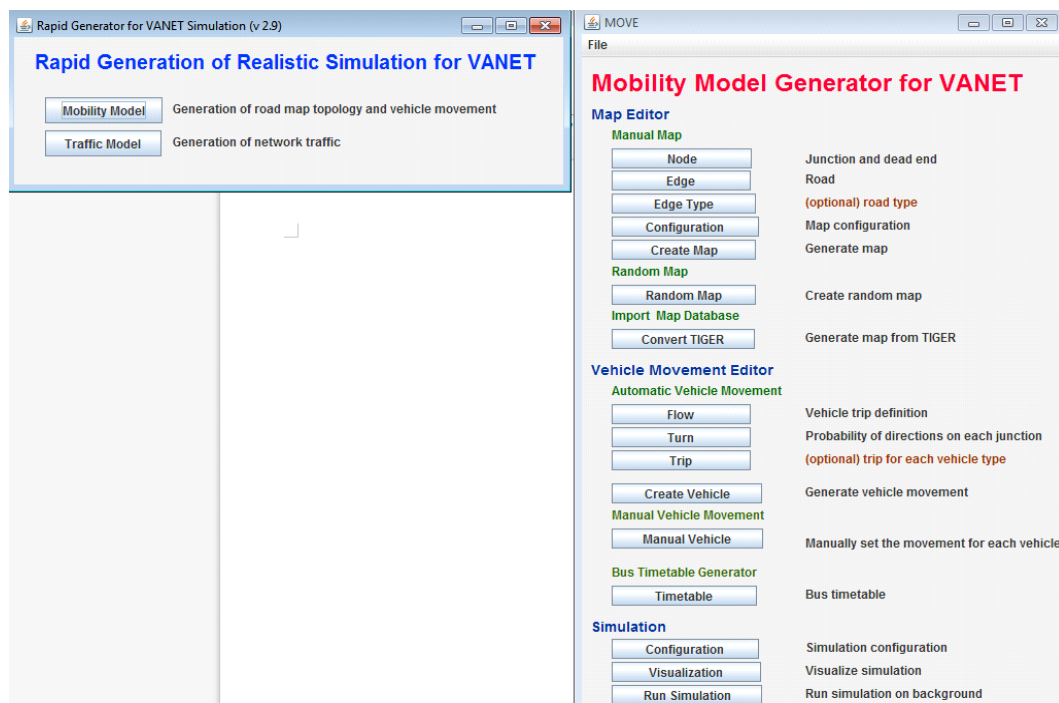 Rapid Generator for VANET Simulation (v 2.9)
Rapid Generation of Realistic Simulation for VANET
Mobility Model Generation of road map topology and vehicle movement
Traffic Model Generation of network traffic
MOVE
File
Mobility Model Generator for VANET
Map Editor
Manual Map
Node Junction and dead end
Edge Road
Edge Type (optional) road type
Configuration Map configuration
Create Map Generate map
Random Map
Random Map Create random map
Import Map Database
Convert TIGER Generate map from TIGER
Vehicle Movement Editor
Automatic Vehicle Movement
Flow Vehicle trip definition
Turn Probability of directions on each junction
Trip (optional) trip for each vehicle type
Create Vehicle Generate vehicle movement
Manual Vehicle Movement
Manual Vehicle Manually set the movement for each vehicle
Bus Timetable Generator
Timetable Bus timetable
Simulation
Configuration Simulation configuration
Visualization Visualize simulation
Run Simulation Run simulation on background